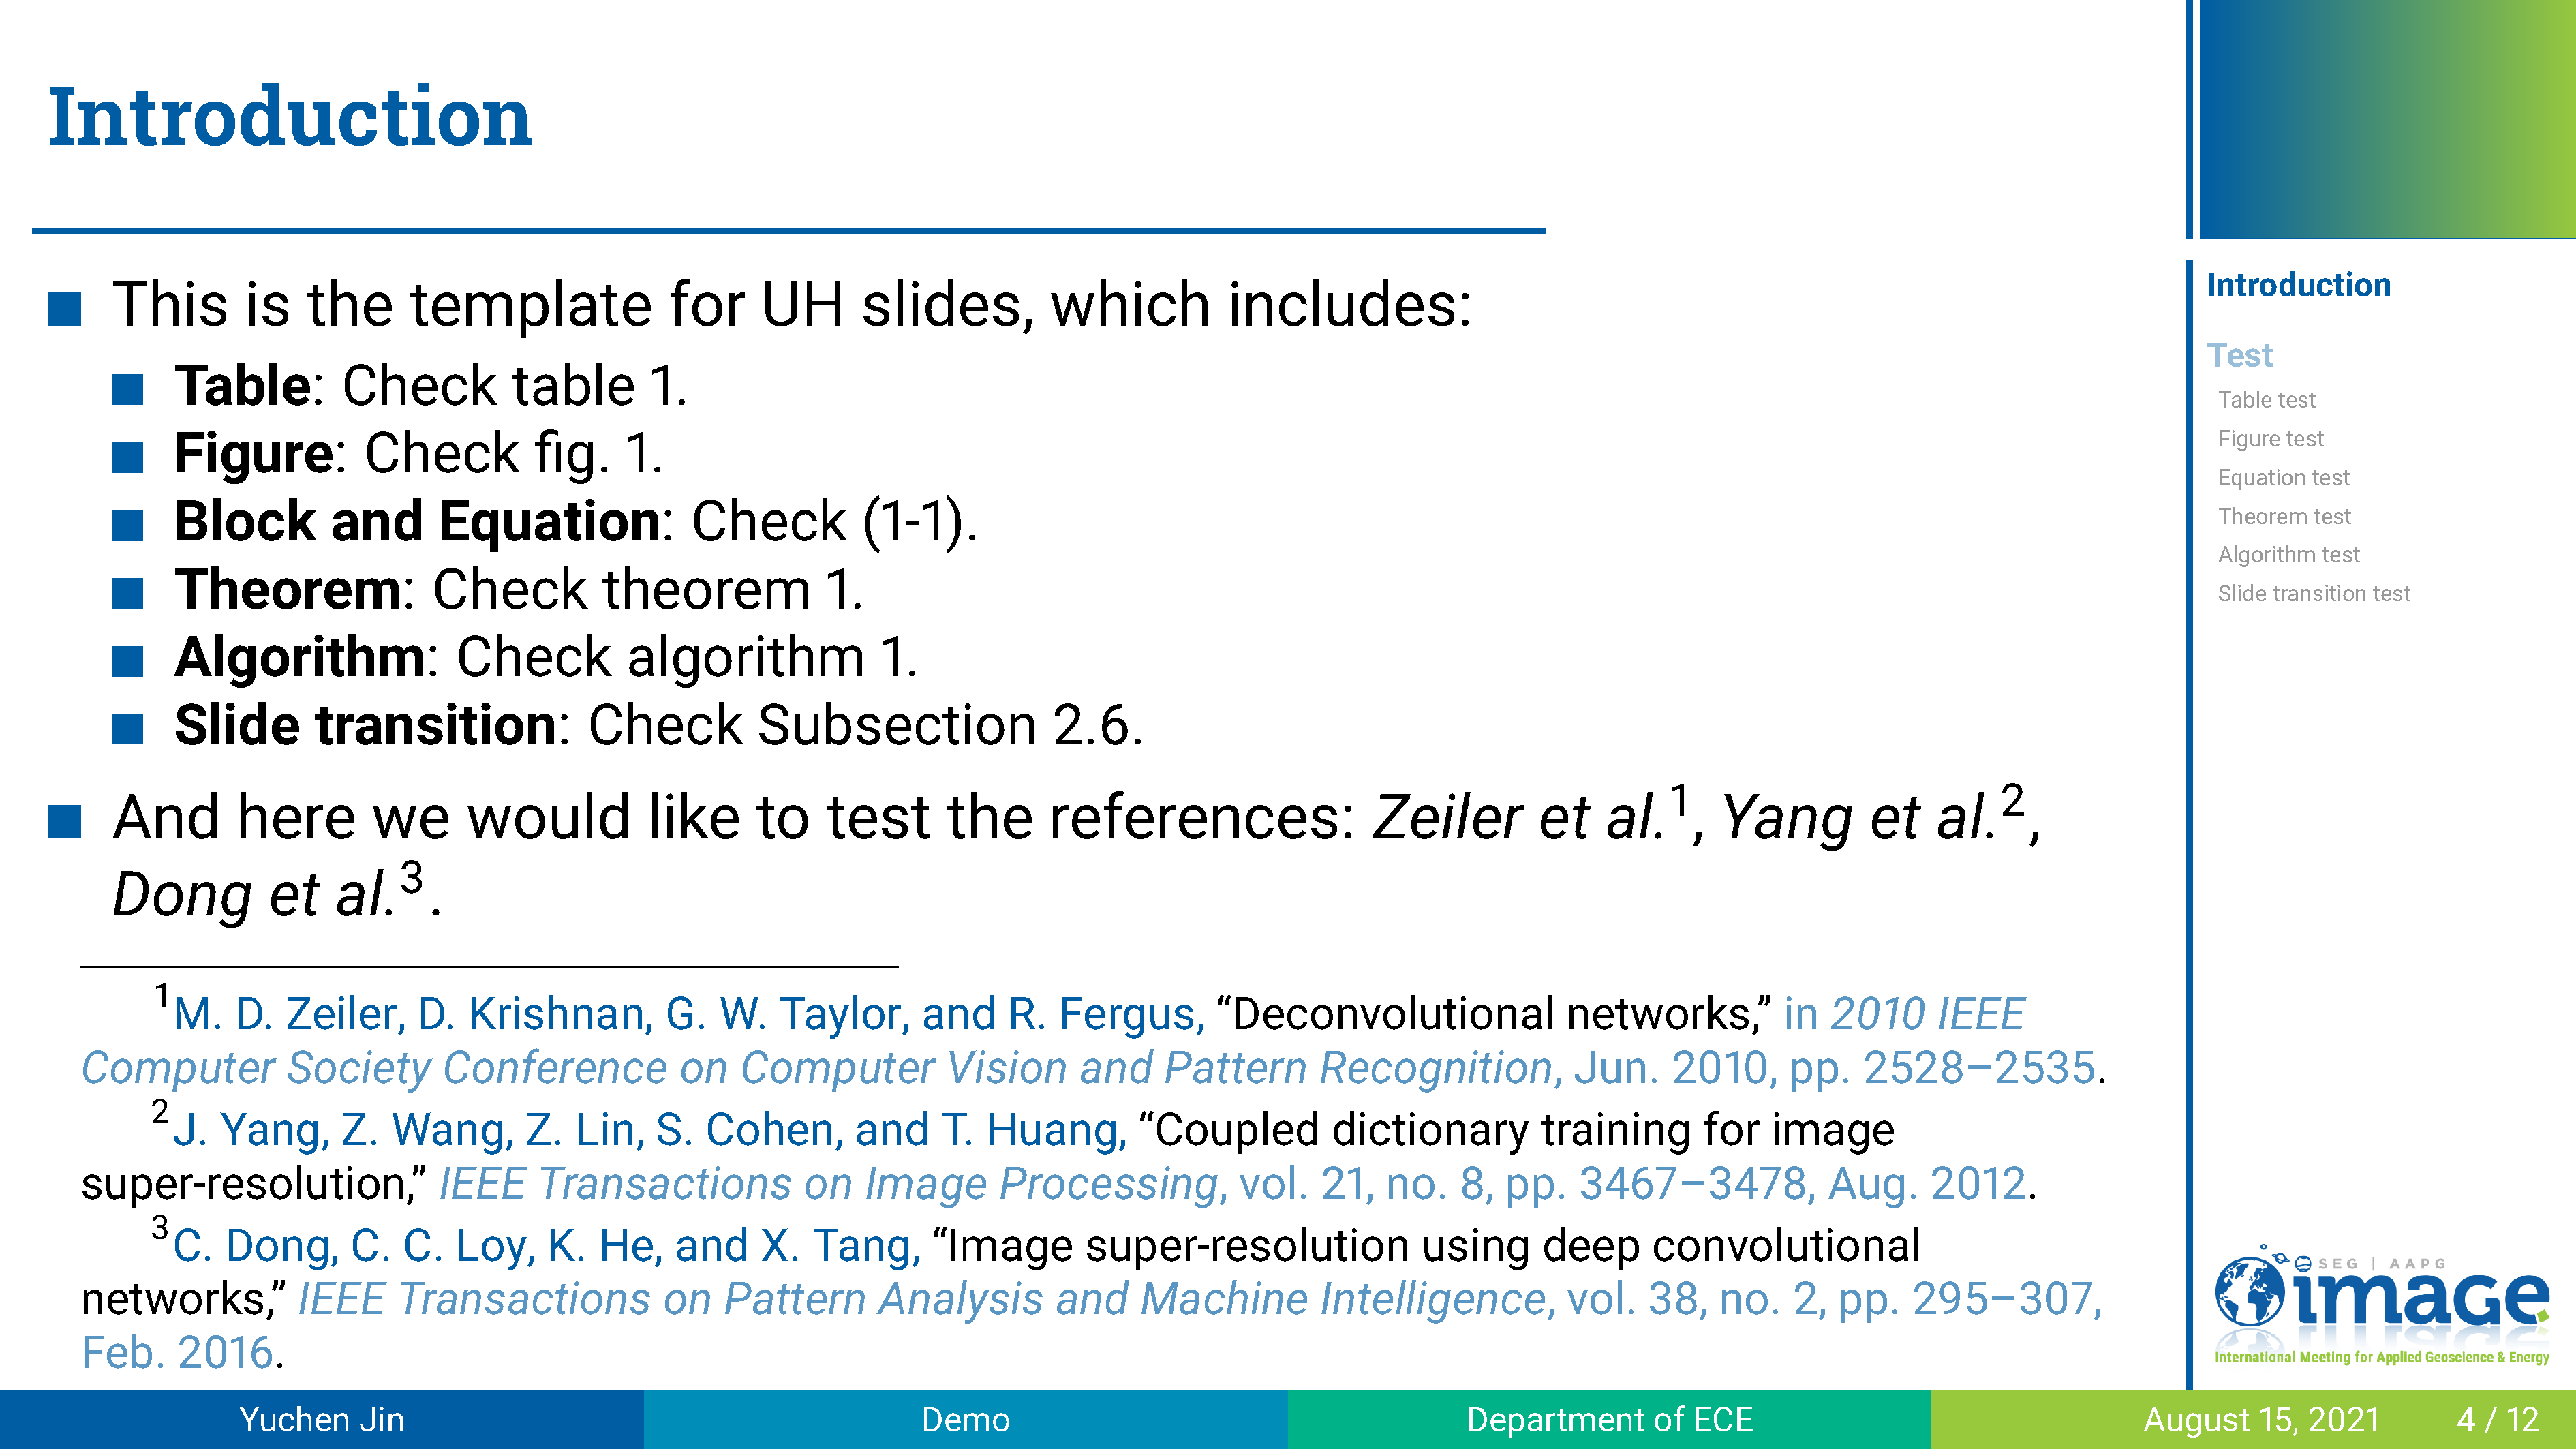 Introduction
This is the template for UH slides, which includes:
Table: Check table 1.
Figure: Check fig. 1.
Block and Equation: Check (1-1).
Theorem: Check theorem 1.
Algorithm: Check algorithm 1.
Slide transition: Check Subsection 2.6.
And here we would like to test the references: Zeiler et al.1, Yang et al.2,
Dong et al.3.
1M. D. Zeiler, D. Krishnan, G. W. Taylor, and R. Fergus, “Deconvolutional networks,” in 2010 IEEE
Computer Society Conference on Computer Vision and Pattern Recognition, Jun. 2010, pp. 2528–2535.
2J. Yang, Z. Wang, Z. Lin, S. Cohen, and T. Huang, “Coupled dictionary training for image
super-resolution,” IEEE Transactions on Image Processing, vol. 21, no. 8, pp. 3467–3478, Aug. 2012.
3C. Dong, C. C. Loy, K. He, and X. Tang, “Image super-resolution using deep convolutional
networks,” IEEE Transactions on Pattern Analysis and Machine Intelligence, vol. 38, no. 2, pp. 295–307,
Feb. 2016.
Introduction
Test
Table test
Figure test
Equation test
Theorem test
Algorithm test
Slide transition test
SEG | AAPG
image
International Meeting for Applied Geoscience & Energy
Yuchen Jin Demo Department of ECE August 15, 2021 4 / 12